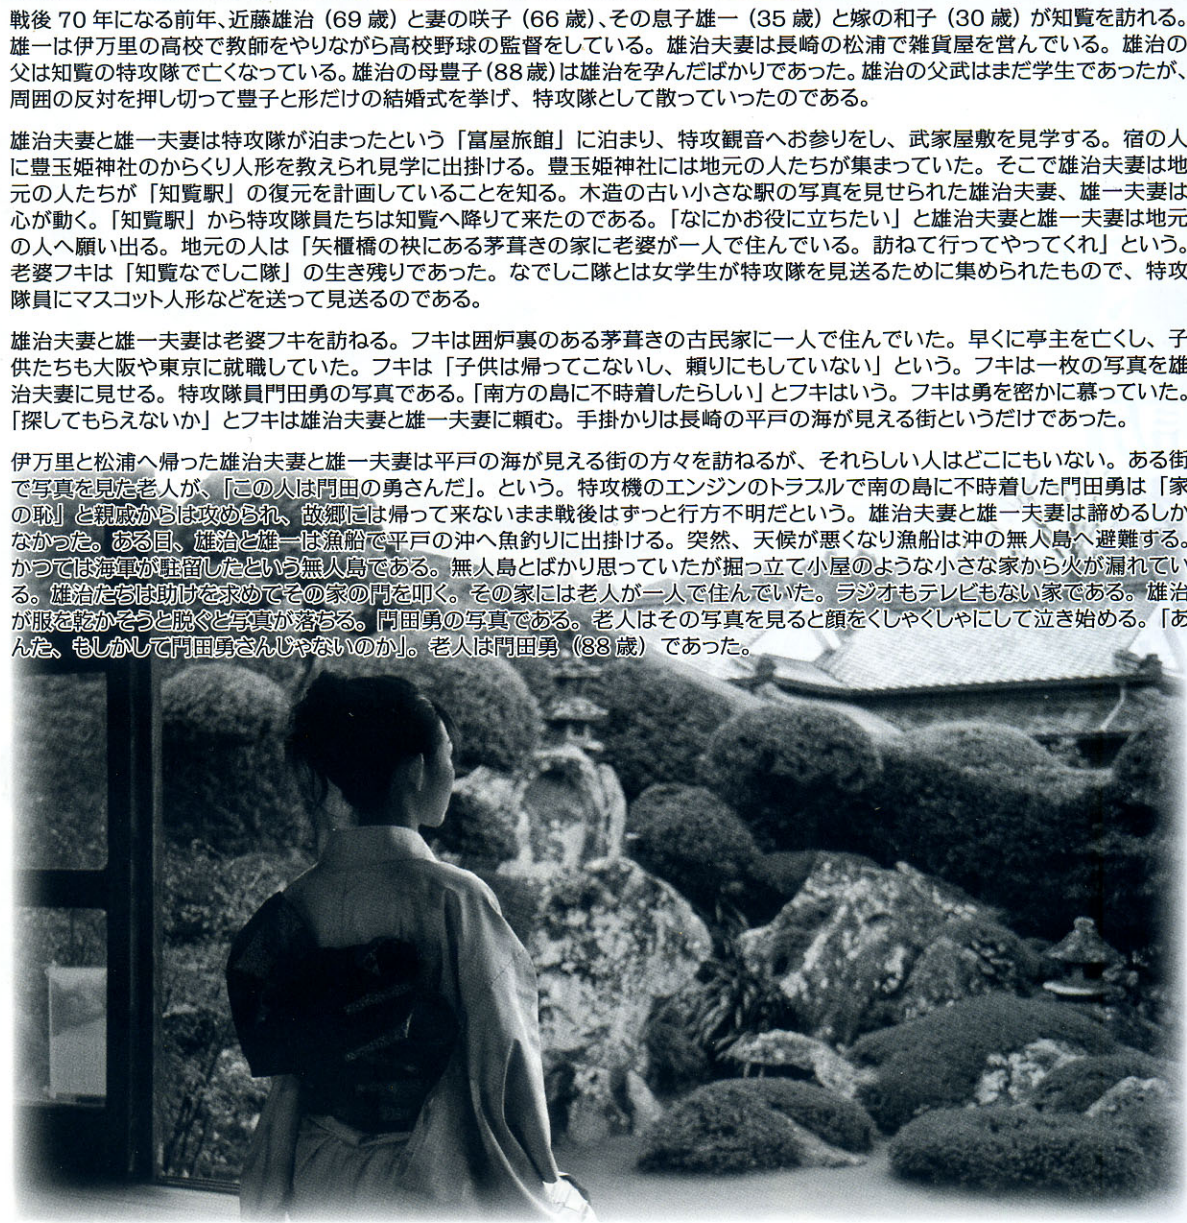 戦後 70 年になる前年、近藤雄治（69 歳）と妻の咲子（66 歳）、その息子雄一（35 歳）と嫁の和子（30 歳）が知覧を訪れる。
雄一は伊万里の高校で教師をやりながら高校野球の監督をしている。雄治夫妻は長崎の松浦で雑貨屋を営んでいる。雄治の
父は知覧の特攻隊で亡くなっている。雄治の母豊子（88歳）は雄治を孕んだばかりであった。雄治の父武はまだ学生であったが、
周囲の反対を押し切って豊子と形だけの結婚式を挙げ、特攻隊として散っていったのである。
雄治夫妻と雄一夫妻は特攻隊が泊まったという「富屋旅館」に泊まり、特攻観音へお参りをし、武家屋敷を見学する。宿の人
に豊玉姫神社のからくり人形を教えられ見学に出掛ける。豊玉姫神社には地元の人たちが集まっていた。そこで雄治夫妻は地
元の人たちが「知覧駅」の復元を計画していることを知る。木造の古い小さな駅の写真を見せられた雄治夫妻、雄一夫妻は
心が動く。「知覧駅」から特攻隊員たちは知覧へ降りて来たのである。「なにかお役に立ちたい」と雄治夫妻と雄一夫妻は地元
の人へ願い出る。地元の人は「矢櫃橋の袂にある茅葺きの家に老婆が一人で住んでいる。訪ねて行ってやってくれ」という。
老婆フキは「知覧なでしこ隊」の生き残りであった。なでしこ隊とは女学生が特攻隊を見送るために集められたもので、特攻
隊員にマスコット人形などを送って見送るのである。
雄治夫妻と雄一夫妻は老婆フキを訪ねる。フキは囲炉裏のある茅葺きの古民家に一人で住んでいた。早くに亭主を亡くし、子
供たちも大阪や東京に就職していた。フキは「子供は帰ってこないし、頼りにもしていない」という。フキは一枚の写真を雄
治夫妻に見せる。特攻隊員門田勇の写真である。「南方の島に不時着したらしい」とフキはいう。フキは勇を密かに慕っていた。
「探してもらえないか」とフキは雄治夫妻と雄一夫妻に頼む。手掛かりは長崎の平戸の海が見える街というだけであった。
伊万里と松浦へ帰った雄治夫妻と雄一夫妻は平戸の海が見える街の方々を訪ねるが、それらしい人はどこにもいない。ある街
で写真を見た老人が、「この人は門田の勇さんだ」。という。特攻機のエンジンのトラブルで南の島に不時着した門田勇は「家
の恥」と親戚からは攻められ、故郷には帰って来ないまま戦後はずっと行方不明だという。雄治夫妻と雄一夫妻は諦めるしか
なかった。ある日、雄治と雄一は漁船で平戸の沖へ魚釣りに出掛ける。突然、天候が悪くなり漁船は沖の無人島へ避難する。
かつては海軍が駐留したという無人島である。無人島とばかり思っていたが掘っ立て小屋のような小さな家から火が漏れてい
る。雄治たちは助けを求めてその家の門を叩く。その家には老人が一人で住んでいた。ラジオもテレビもない家である。雄治
が服を乾かそうと脱ぐと写真が落ちる。門田勇の写真である。老人はその写真を見ると顔をくしゃくしゃにして泣き始める。「あ
んた、もしかして門田勇さんじゃないのか」。老人は門田勇（88 歳）であった。